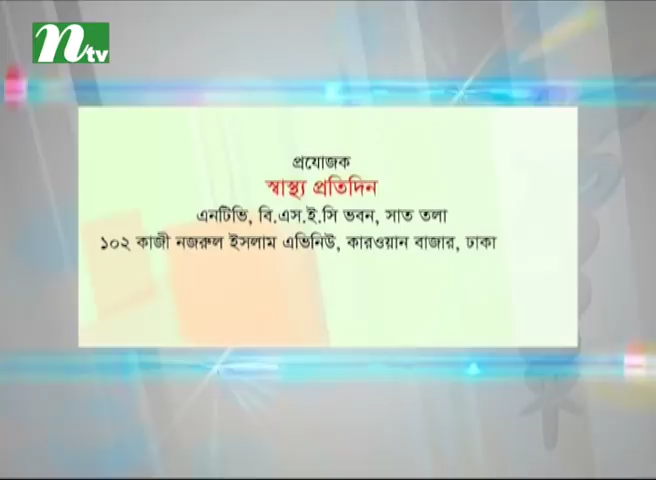 ntv
প্রযোজক
স্বাস্থ্য প্রতিদিন
এনটিভি, বি.এস.ই.সি ভবন, সাত তলা
১০২ কাজী নজরুল ইসলাম এভিনিউ, কারওয়ান বাজার, ঢাকা